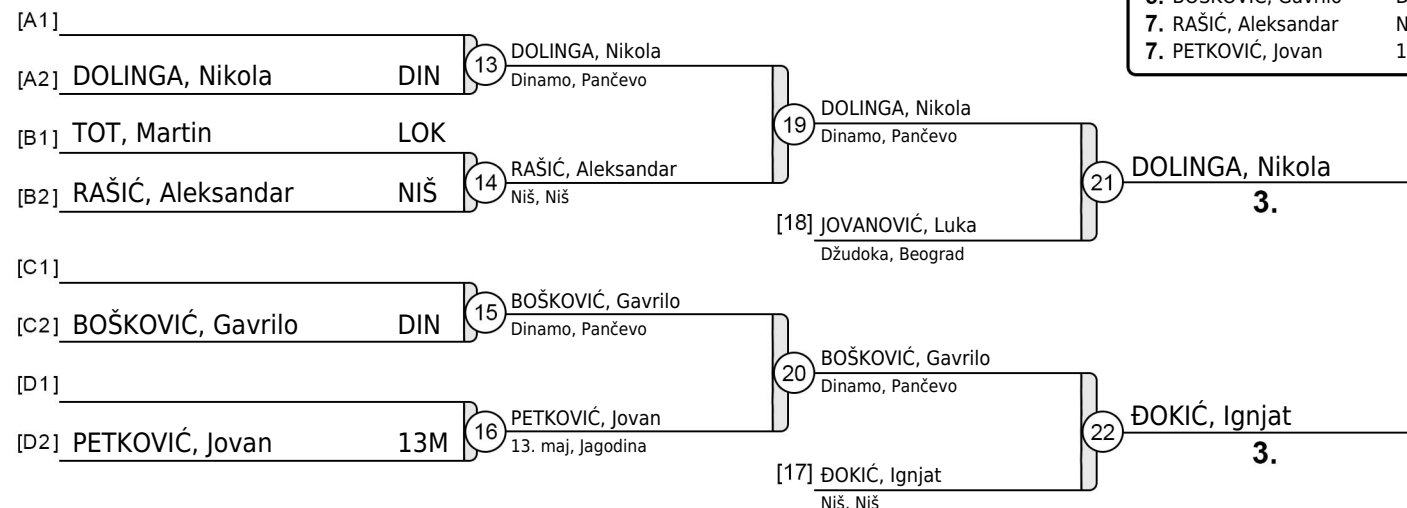 BOŠKOVIĆ, Gavrilo
7. RAŠIĆ, Aleksandar N
7. PETKOVIĆ, Jovan 1
[A1]
[A2] DOLINGA, Nikola DIN
13
DOLINGA, Nikola
Dinamo, Pančevo
[B1] TOT, Martin LOK
[B2] RAŠIĆ, Aleksandar NIŠ
14
RAŠIĆ, Aleksandar
Niš, Niš
19
DOLINGA, Nikola
Dinamo, Pančevo
[18] JOVANOVIĆ, Luka
Džudoka, Beograd
21
DOLINGA, Nikola
3.
[C1]
[C2] BOŠKOVIĆ, Gavrilo DIN
15
BOŠKOVIĆ, Gavrilo
Dinamo, Pančevo
[D1]
[D2] PETKOVIĆ, Jovan 13M
16
PETKOVIĆ, Jovan
13. maj, Jagodina
20
BOŠKOVIĆ, Gavrilo
Dinamo, Pančevo
[17] ĐOKIĆ, Ignjat
Niš, Niš
22
ĐOKIĆ, Ignjat
3.